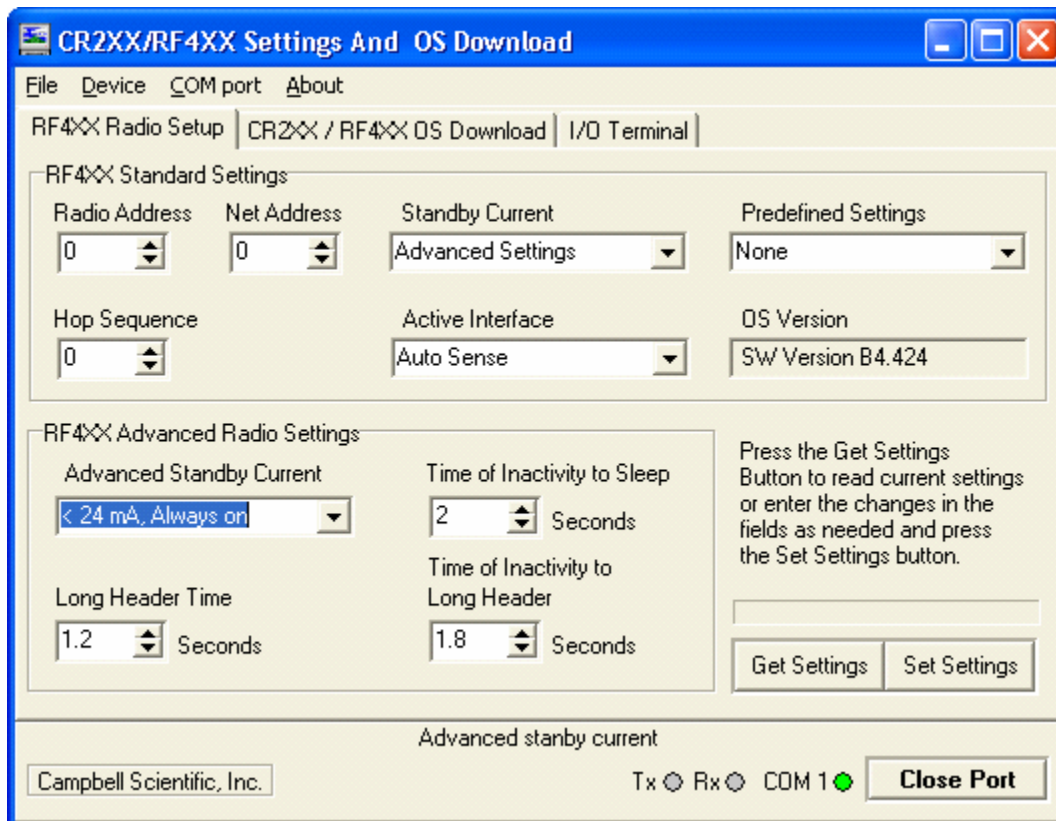 CR2XX/RF4XX Settings And OS Download
File Device COM port About
RF4XX Radio Setup CR2XX / RF4XX OS Download I/O Terminal
RF4XX Standard Settings
Radio Address Net Address Standby Current Predefined Settings
0 0 Advanced Settings None
Hop Sequence Active Interface OS Version
0 Auto Sense SW Version B4.424
RF4XX Advanced Radio Settings
Advanced Standby Current Time of Inactivity to Sleep
< 24 mA, Always on 2 Seconds
Long Header Time Time of Inactivity to
Long Header
1.2 Seconds 1.8 Seconds
Press the Get Settings
Button to read current settings
or enter the changes in the
fields as needed and press
the Set Settings button.
Get Settings Set Settings
Advanced stanby current
Campbell Scientific, Inc. Tx Rx COM 1 Close Port